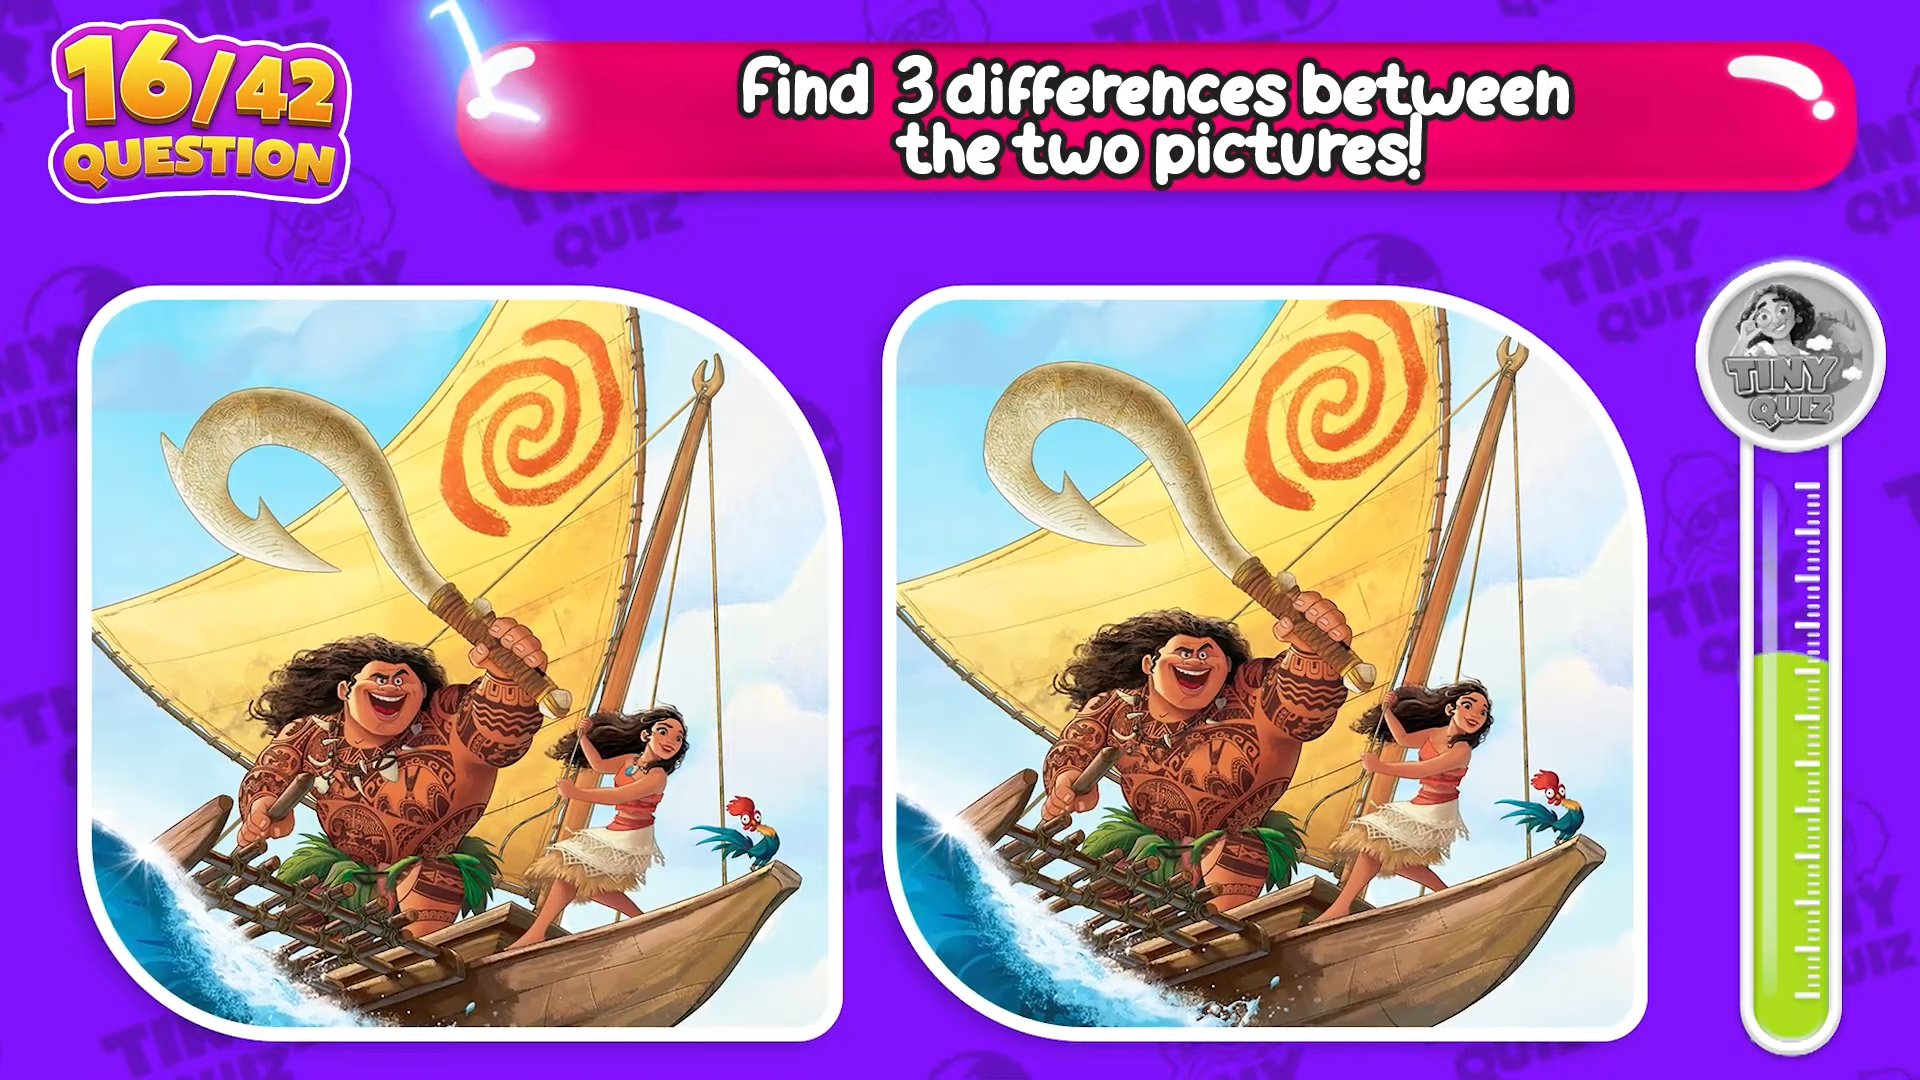 16/42
QUESTION
Find 3 differences between
the two pictures!
TINY
QUIZ